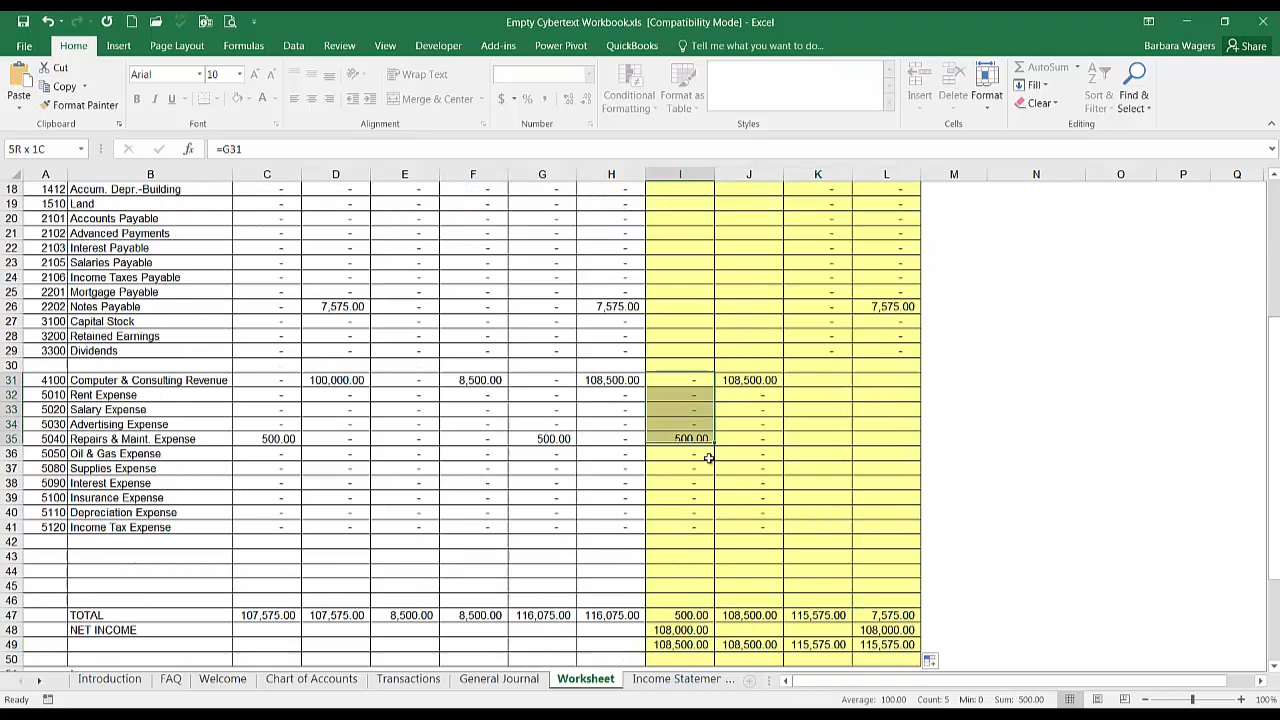 Empty Cybertext Workbook.xls [Compatibility Mode] - Excel
File Home Insert Page Layout Formulas Data Review View Developer Add-ins Power Pivot QuickBooks Tell me what you want to do... Barbara Wagers Share
Cut Arial 10 Wrap Text AutoSum
Copy Fill
Paste Format Painter B I U Merge & Center $ % Conditional Formatting Format as Table Insert Delete Format Clear Sort & Filter Find & Select
Clipboard Font Alignment Number Styles Cells Editing
5R x 1C fx =G31
A B C D E F G H I J K L M N O P Q
18 1412 Accum. Depr.-Building - - - - - - - -
19 1510 Land - - - - - - - -
20 2101 Accounts Payable - - - - - - - -
21 2102 Advanced Payments - - - - - - - -
22 2103 Interest Payable - - - - - - - -
23 2105 Salaries Payable - - - - - - - -
24 2106 Income Taxes Payable - - - - - - - -
25 2201 Mortgage Payable - - - - - - - -
26 2202 Notes Payable - 7,575.00 - - - 7,575.00 - 7,575.00
27 3100 Capital Stock - - - - - - - -
28 3200 Retained Earnings - - - - - - - -
29 3300 Dividends - - - - - - - -
30
31 4100 Computer & Consulting Revenue - 100,000.00 - 8,500.00 - 108,500.00 - 108,500.00
32 5010 Rent Expense - - - - - - - -
33 5020 Salary Expense - - - - - - - -
34 5030 Advertising Expense - - - - - - - -
35 5040 Repairs & Maint. Expense 500.00 - - - 500.00 - 500.00 -
36 5050 Oil & Gas Expense - - - - - - - -
37 5080 Supplies Expense - - - - - - - -
38 5090 Interest Expense - - - - - - - -
39 5100 Insurance Expense - - - - - - - -
40 5110 Depreciation Expense - - - - - - - -
41 5120 Income Tax Expense - - - - - - - -
42
43
44
45
46
47 TOTAL 107,575.00 107,575.00 8,500.00 8,500.00 116,075.00 116,075.00 500.00 108,500.00 115,575.00 7,575.00
48 NET INCOME 108,000.00 108,000.00
49 108,500.00 108,500.00 115,575.00 115,575.00
50
Introduction FAQ Welcome Chart of Accounts Transactions General Journal Worksheet Income Statemer ...
Ready Average: 100.00 Count: 5 Min: 0 Sum: 500.00 100%